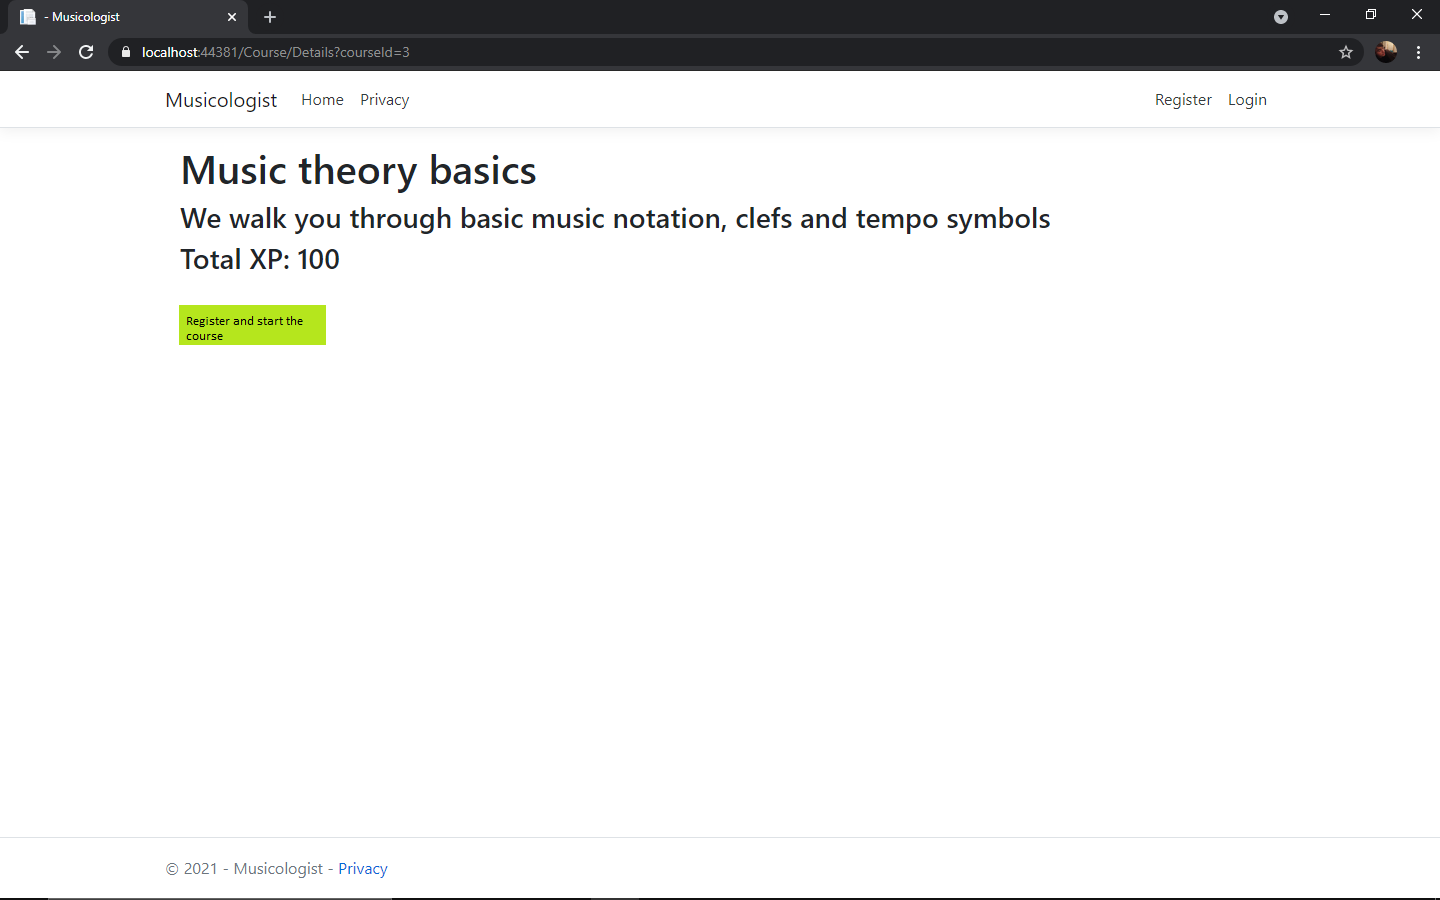 - Musicologist
localhost:44381/Course/Details?courseId=3
Musicologist Home Privacy Register Login
Music theory basics
We walk you through basic music notation, clefs and tempo symbols
Total XP: 100
Register and start the
course
© 2021 - Musicologist - Privacy